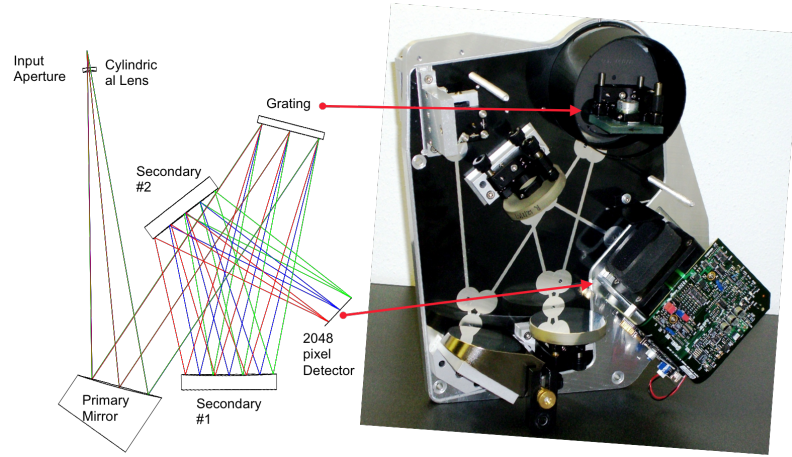 Input
Aperture
Cylindric
al Lens
Grating
Secondary
#2
2048
pixel
Detector
Primary
Mirror
Secondary
#1